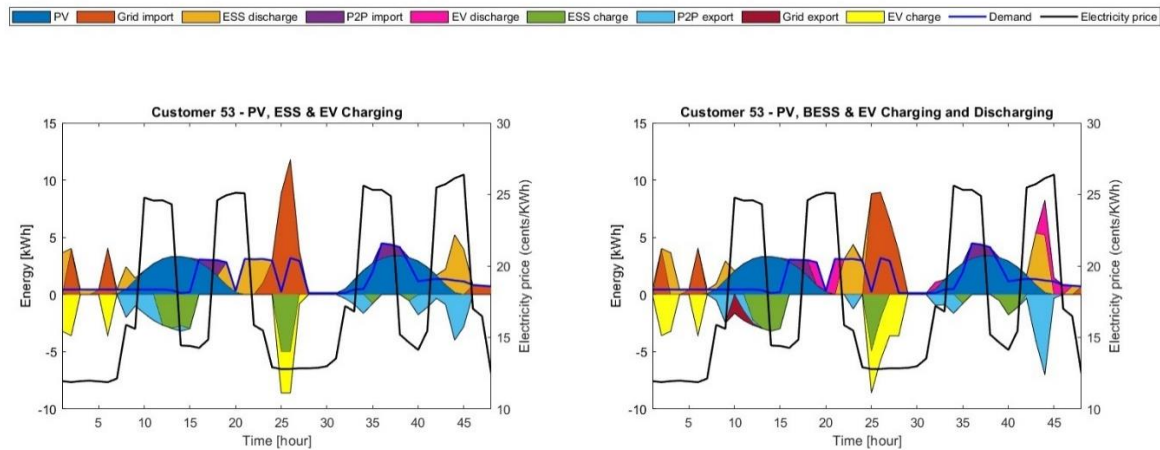 PV Grid import ESS discharge P2P import EV discharge ESS charge P2P export Grid export EV charge Demand Electricity price
Customer 53 - PV, ESS & EV Charging
15
10
5
0
-5
-10
Energy [kWh]
30
25
20
15
10
Electricity price (cents/KWh)
5 10 15 20 25 30 35 40 45
Time [hour]
Customer 53 - PV, BESS & EV Charging and Discharging
15
10
5
0
-5
-10
Energy [kWh]
30
25
20
15
10
Electricity price (cents/KWh)
5 10 15 20 25 30 35 40 45
Time [hour]